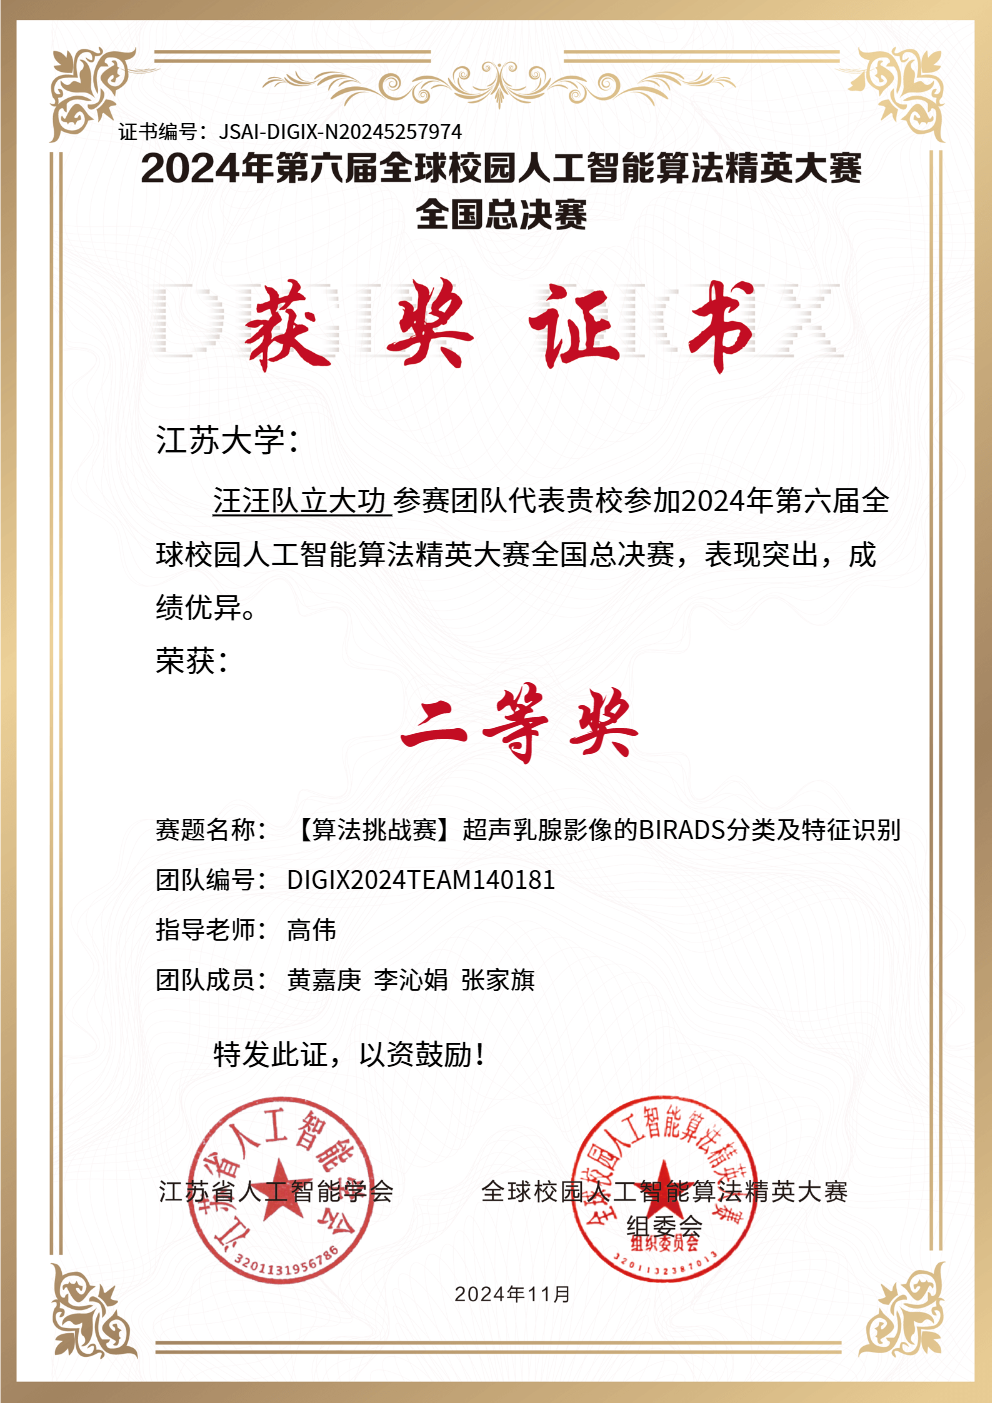 证书编号：JSAI-DIGIX-N20245257974
2024年第六届全球校园人工智能算法精英大赛
全国总决赛
DIGIX DIGIX
获奖证书
江苏大学：
汪汪队立大功 参赛团队代表贵校参加2024年第六届全
球校园人工智能算法精英大赛全国总决赛，表现突出，成
绩优异。
荣获：
二等奖
赛题名称： 【算法挑战赛】超声乳腺影像的BIRADS分类及特征识别
团队编号： DIGIX2024TEAM140181
指导老师： 高伟
团队成员： 黄嘉庚 李沁娟 张家旗
特发此证，以资鼓励！
江苏省人工智能学会
3201131956786
江苏省人工智能学会
全球校园人工智能算法精英大赛
组织委员会
3201132387013
全球校园人工智能算法精英大赛
组委会
2024年11月